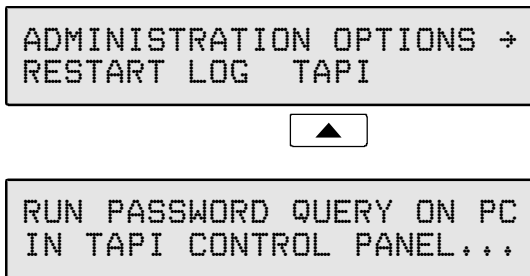 ADMINISTRATION OPTIONS →
RESTART LOG TAPI
RUN PASSWORD QUERY ON PC
IN TAPI CONTROL PANEL...